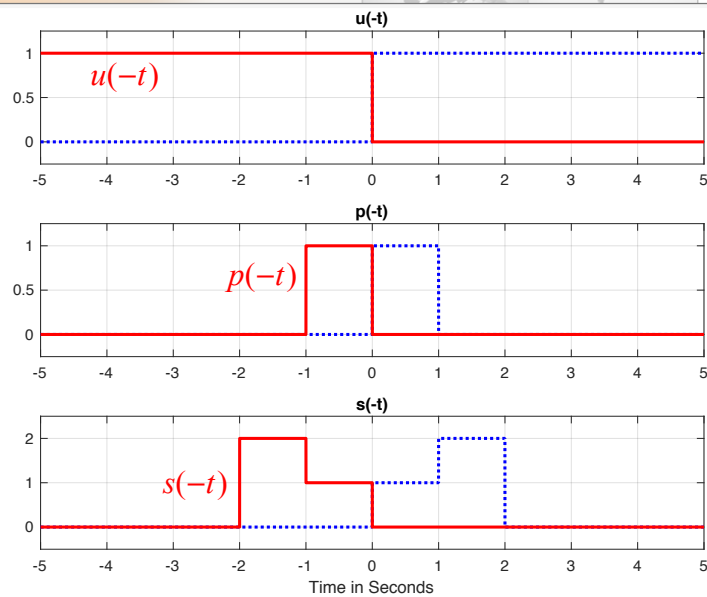 u(-t)
1
0.5
0
u(−t)
-5 -4 -3 -2 -1 0 1 2 3 4 5
p(-t)
1
0.5
0
p(−t)
-5 -4 -3 -2 -1 0 1 2 3 4 5
s(-t)
2
1
0
s(−t)
-5 -4 -3 -2 -1 0 1 2 3 4 5
Time in Seconds